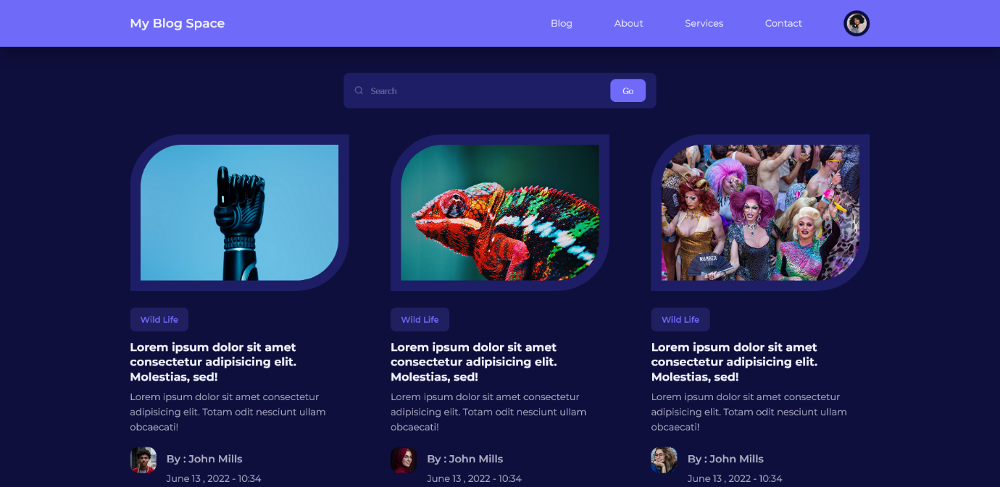 My Blog Space
Blog
About
Services
Contact
Search
Go
RUBBER
Wild Life
Lorem ipsum dolor sit amet
consectetur adipisicing elit.
Molestias, sed!
Lorem ipsum dolor sit amet consectetur
adipisicing elit. Totam odit nesciunt ullam
obcaecati!
By : John Mills
June 13 , 2022 - 10:34
Wild Life
Lorem ipsum dolor sit amet
consectetur adipisicing elit.
Molestias, sed!
Lorem ipsum dolor sit amet consectetur
adipisicing elit. Totam odit nesciunt ullam
obcaecati!
By : John Mills
June 13 , 2022 - 10:34
Wild Life
Lorem ipsum dolor sit amet
consectetur adipisicing elit.
Molestias, sed!
Lorem ipsum dolor sit amet consectetur
adipisicing elit. Totam odit nesciunt ullam
obcaecati!
By : John Mills
June 13 , 2022 - 10:34